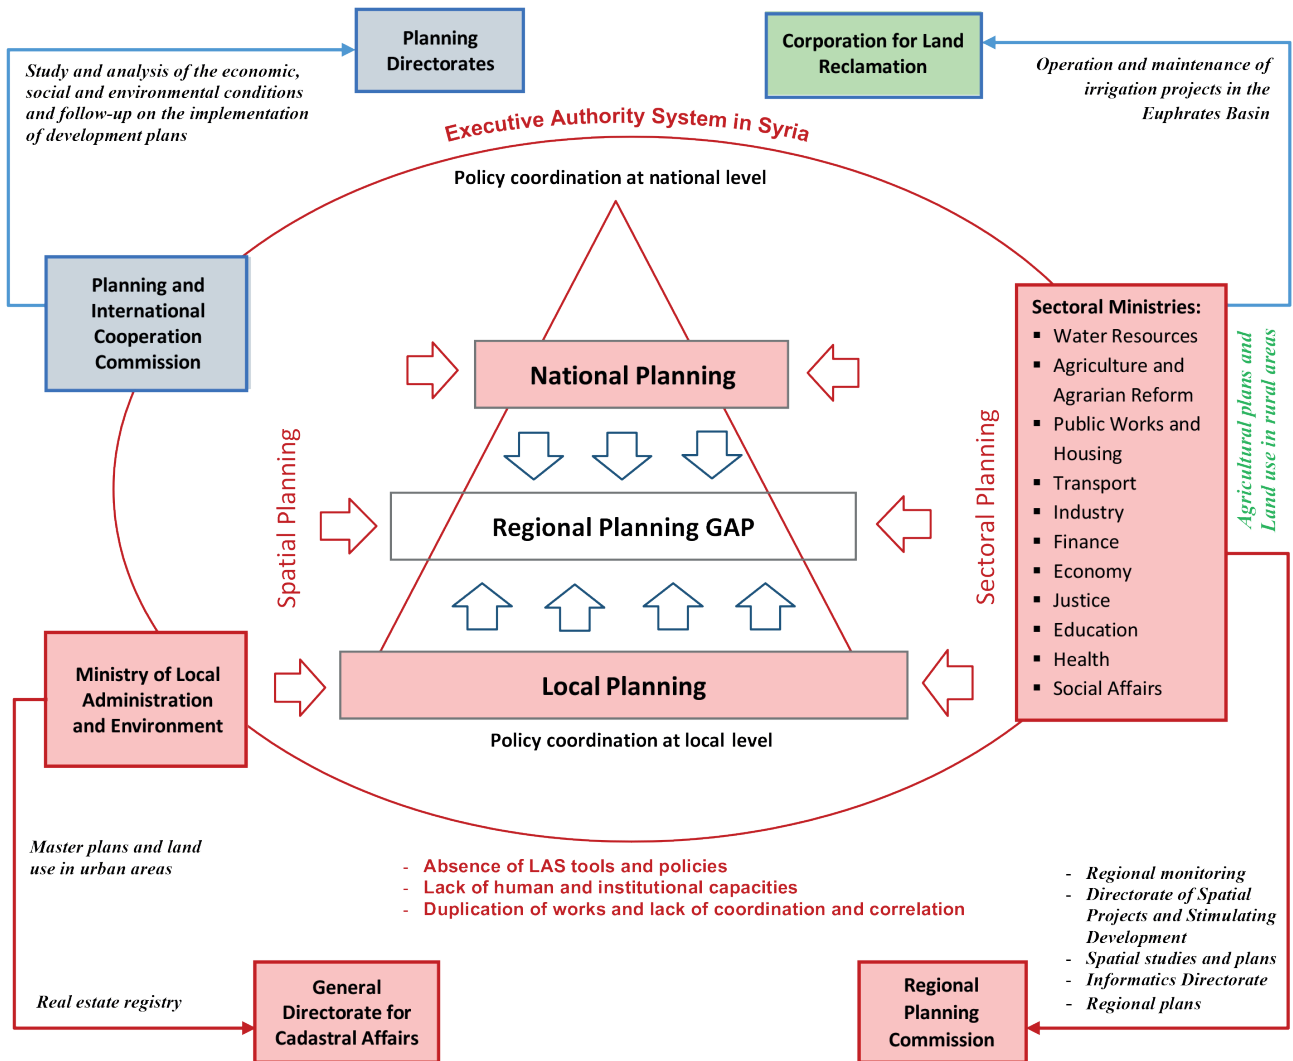 Planning
Directorates
Corporation for Land
Reclamation
Study and analysis of the economic,
social and environmental conditions
and follow-up on the implementation
of development plans
Operation and maintenance of
irrigation projects in the
Euphrates Basin
Executive Authority System in Syria
Policy coordination at national level
Planning and
International
Cooperation
Commission
Sectoral Ministries:
▪ Water Resources
▪ Agriculture and
Agrarian Reform
▪ Public Works and
Housing
▪ Transport
▪ Industry
▪ Finance
▪ Economy
▪ Justice
▪ Education
▪ Health
▪ Social Affairs
Agricultural plans and
Land use in rural areas
National Planning
Spatial Planning
Regional Planning GAP
Sectoral Planning
Ministry of Local
Administration
and Environment
Local Planning
Policy coordination at local level
Master plans and land
use in urban areas
- Absence of LAS tools and policies
- Lack of human and institutional capacities
- Duplication of works and lack of coordination and correlation
- Regional monitoring
- Directorate of Spatial
Projects and Stimulating
Development
- Spatial studies and plans
- Informatics Directorate
- Regional plans
Real estate registry
General
Directorate for
Cadastral Affairs
Regional
Planning
Commission